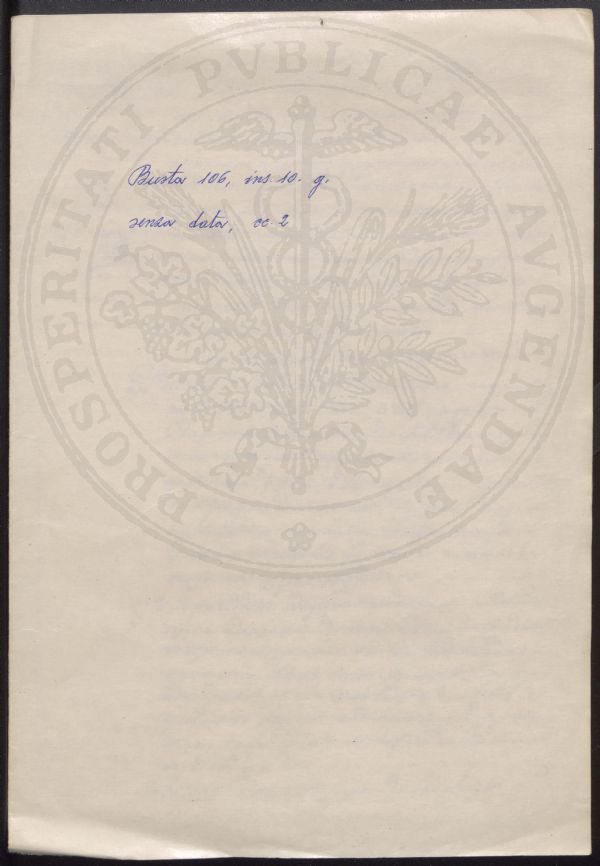 PROSPERITATI PVBLICAE AVGENDAE
Busta 106, ins. 10. g.
senza data, cc. 2